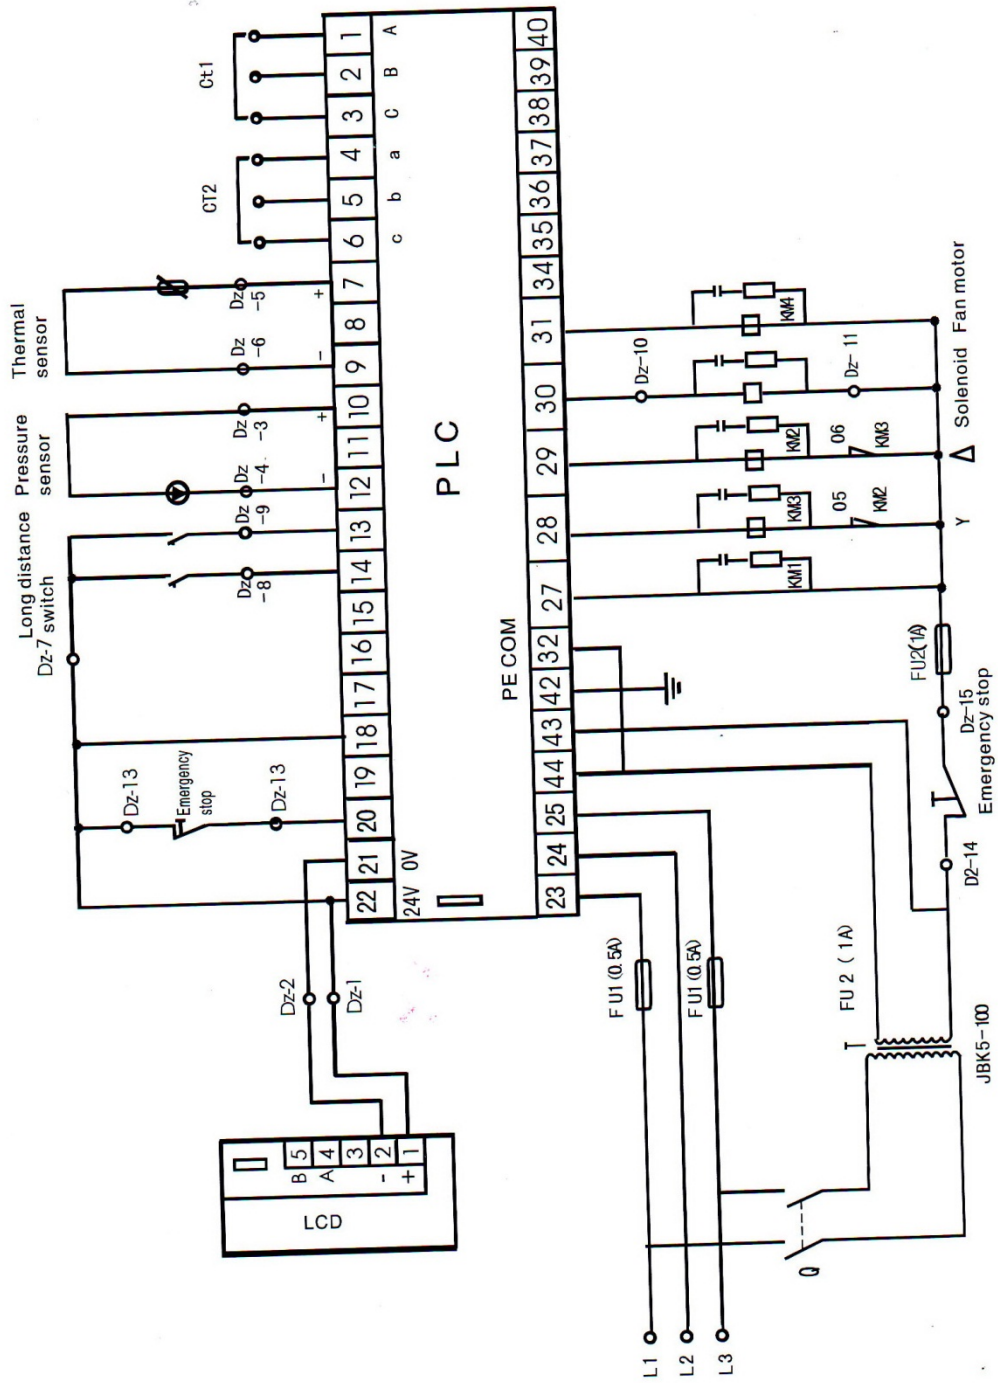 Long distance
Dz-7 switch
Pressure
sensor
Thermal
sensor
CT2
Ct1
Dz-13
Emergency
stop
Dz-13
Dz
-8
Dz
-9
Dz
-4
Dz
-3
Dz
-6
Dz
-5
Dz-2
Dz-1
- + - +
22 21 20 19 18 17 16 15 14 13 12 11 10 9 8 7 6 5 4 3 2 1
24V 0V
c b a C B A
LCD
B 5
A 4
3
- 2
+ 1
PLC
PE COM
23 24 25 44 43 42 32 27 28 29 30 31 34 35 36 37 38 39 40
FU1(0.5A)
FU1(0.5A)
L1
L2
L3
Q
T
FU2 (1A)
JBK5-100
D2-14
Emergency stop
Dz-15
FU2(1A)
KM1
KM3
KM2
KM4
Dz-10
Dz-11
05
KM2
06
KM3
Y
Δ
Solenoid
Fan motor